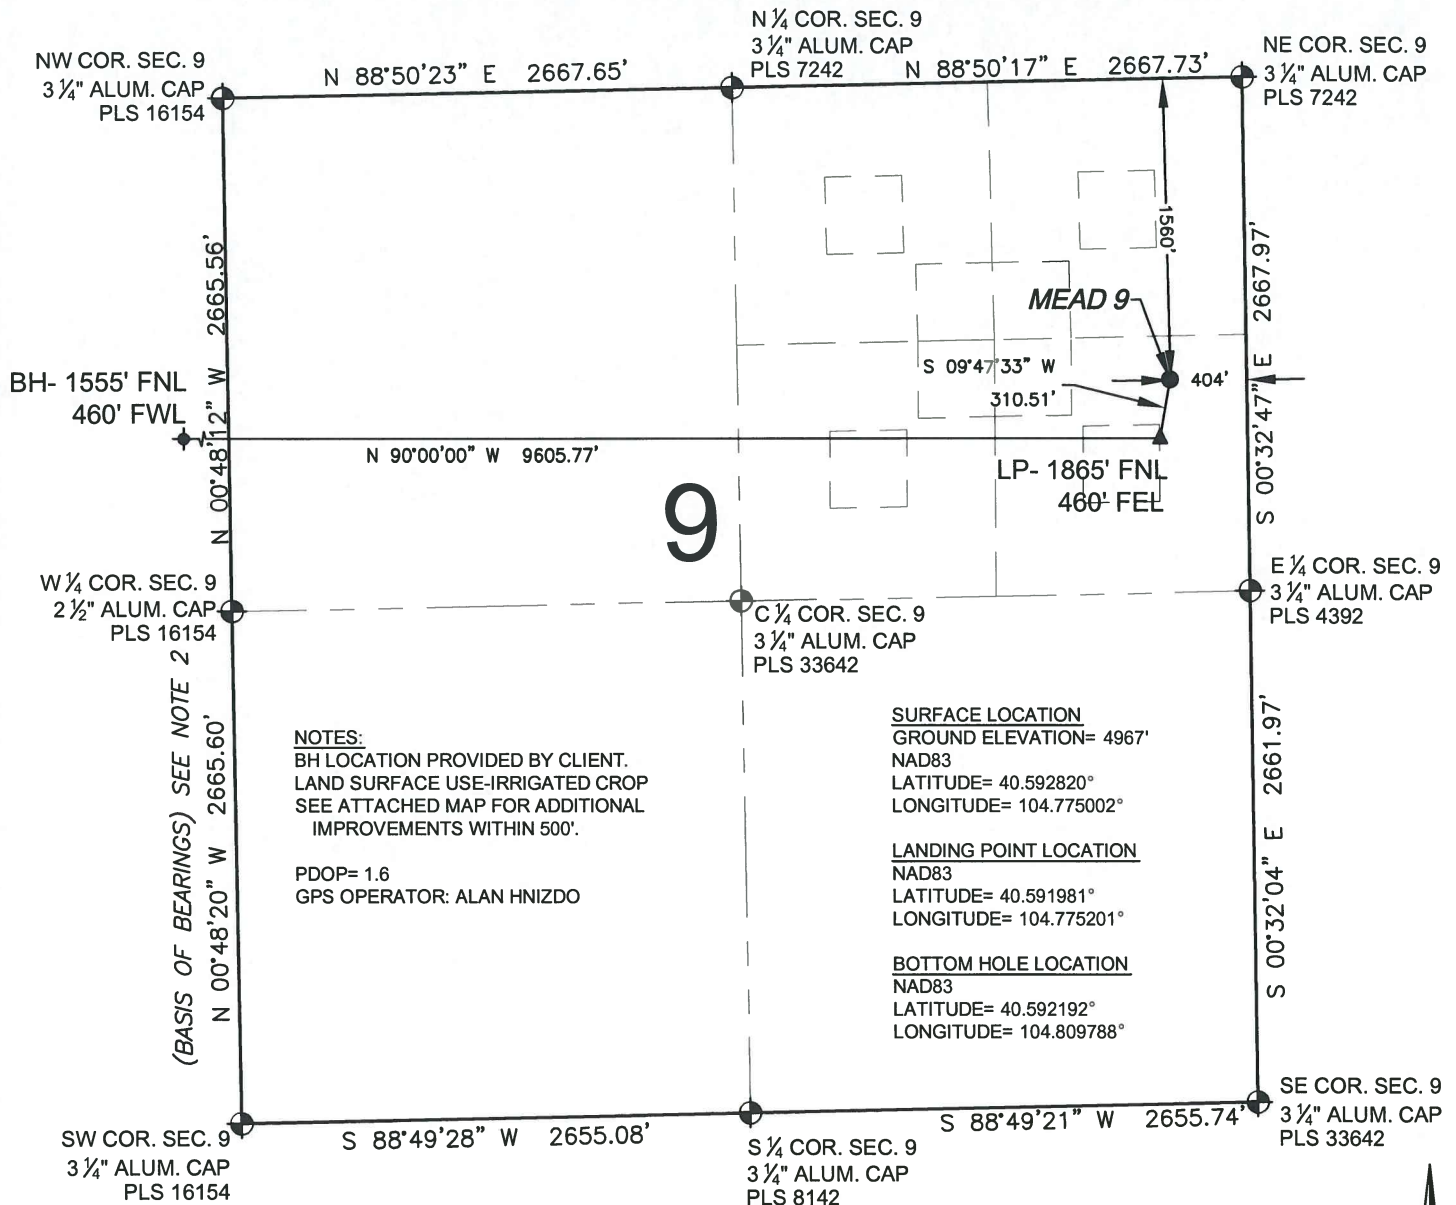 NW COR. SEC. 9
3 ¼" ALUM. CAP
PLS 16154
N 88°50'23" E 2667.65'
N ¼ COR. SEC. 9
3 ¼" ALUM. CAP
PLS 7242
N 88°50'17" E 2667.73'
NE COR. SEC. 9
3 ¼" ALUM. CAP
PLS 7242
N 00°48'12" W 2665.56'
1560'
S 00°32'47" E 2667.97'
MEAD 9
BH- 1555' FNL
460' FWL
S 09°47'33" W
310.51'
404'
N 90°00'00" W 9605.77'
LP- 1865' FNL
460' FEL
9
W ¼ COR. SEC. 9
2 ½" ALUM. CAP
PLS 16154
C ¼ COR. SEC. 9
3 ¼" ALUM. CAP
PLS 33642
E ¼ COR. SEC. 9
3 ¼" ALUM. CAP
PLS 4392
(BASIS OF BEARINGS) SEE NOTE 2
N 00°48'20" W 2665.60'
NOTES:
BH LOCATION PROVIDED BY CLIENT.
LAND SURFACE USE-IRRIGATED CROP
SEE ATTACHED MAP FOR ADDITIONAL
IMPROVEMENTS WITHIN 500'.
PDOP= 1.6
GPS OPERATOR: ALAN HNIZDO
SURFACE LOCATION
GROUND ELEVATION= 4967'
NAD83
LATITUDE= 40.592820°
LONGITUDE= 104.775002°
LANDING POINT LOCATION
NAD83
LATITUDE= 40.591981°
LONGITUDE= 104.775201°
BOTTOM HOLE LOCATION
NAD83
LATITUDE= 40.592192°
LONGITUDE= 104.809788°
S 00°32'04" E 2661.97'
SW COR. SEC. 9
3 ¼" ALUM. CAP
PLS 16154
S 88°49'28" W 2655.08'
S ¼ COR. SEC. 9
3 ¼" ALUM. CAP
PLS 8142
S 88°49'21" W 2655.74'
SE COR. SEC. 9
3 ¼" ALUM. CAP
PLS 33642